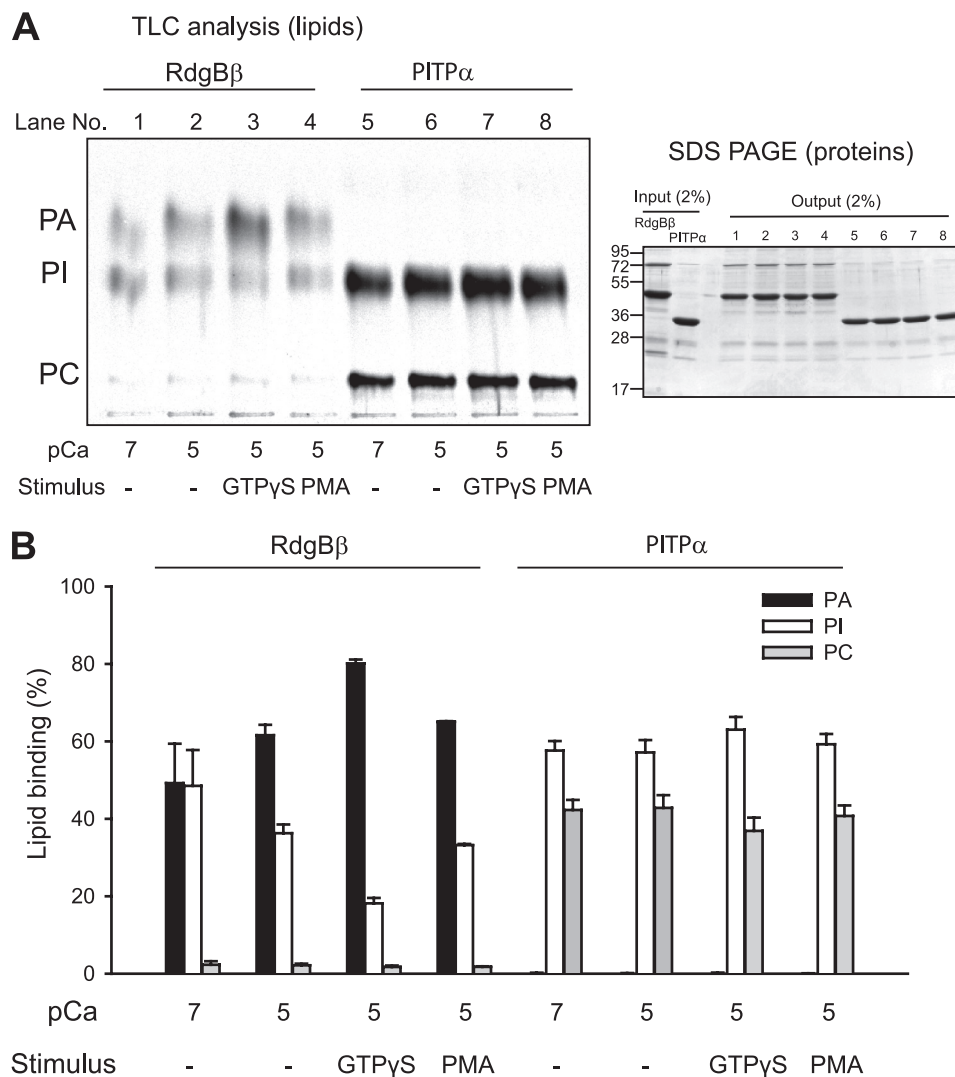 A
TLC analysis (lipids)
RdgBβ PITPα
Lane No. 1 2 3 4 5 6 7 8
PA
PI
PC
pCa 7 5 5 5 7 5 5 5
Stimulus - - GTPγS PMA - - GTPγS PMA
SDS PAGE (proteins)
Input (2%) Output (2%)
RdgBβ PITPα 1 2 3 4 5 6 7 8
95
72
55
36
28
17
B
RdgBβ PITPα
100
80
60
40
20
0
Lipid binding (%)
PA
PI
PC
pCa 7 5 5 5 7 5 5 5
Stimulus - - GTPγS PMA - - GTPγS PMA